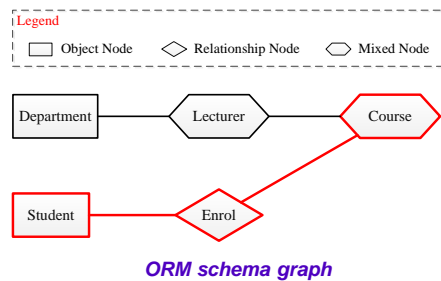 Legend
Object Node Relationship Node Mixed Node
Department Lecturer Course
Student Enrol
ORM schema graph